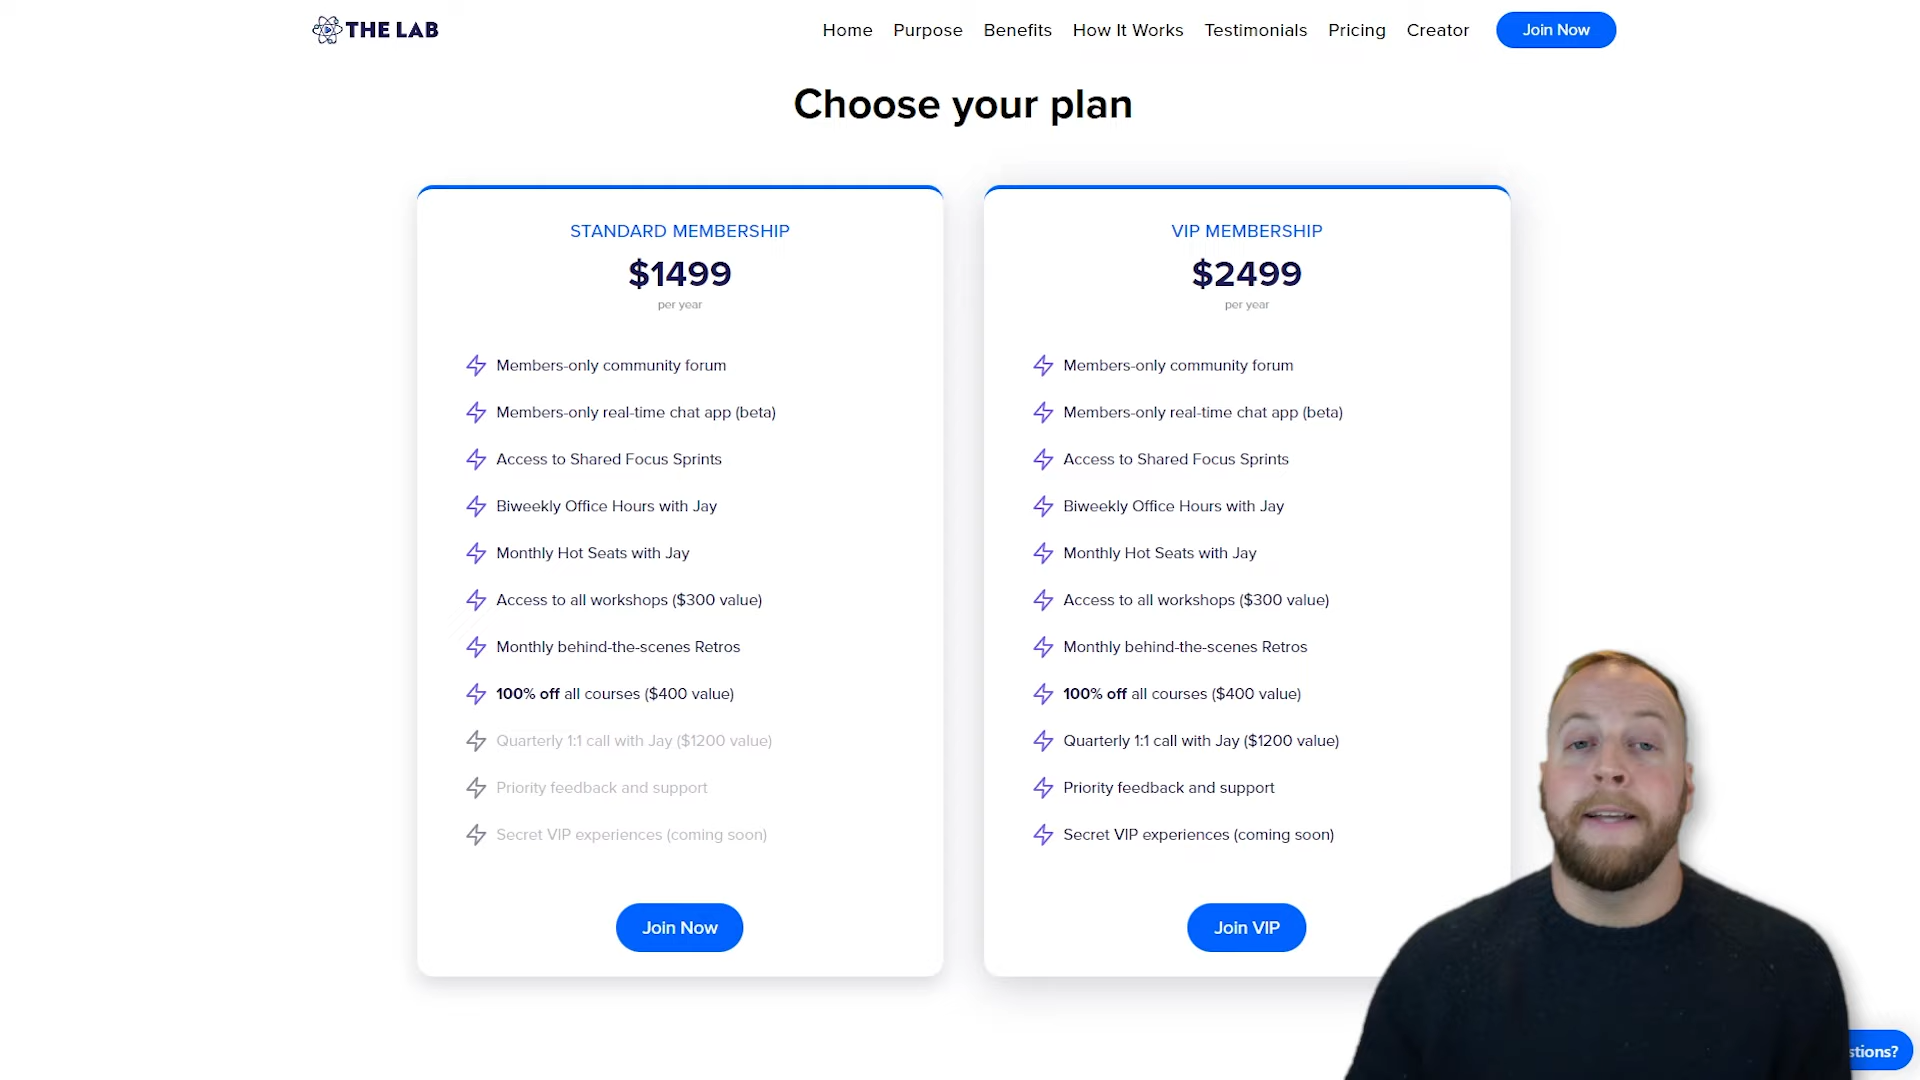 THE LAB
Home Purpose Benefits How It Works Testimonials Pricing Creator Join Now
Choose your plan
STANDARD MEMBERSHIP
$1499
per year
Members-only community forum
Members-only real-time chat app (beta)
Access to Shared Focus Sprints
Biweekly Office Hours with Jay
Monthly Hot Seats with Jay
Access to all workshops ($300 value)
Monthly behind-the-scenes Retros
100% off all courses ($400 value)
Quarterly 1:1 call with Jay ($1200 value)
Priority feedback and support
Secret VIP experiences (coming soon)
Join Now
VIP MEMBERSHIP
$2499
per year
Members-only community forum
Members-only real-time chat app (beta)
Access to Shared Focus Sprints
Biweekly Office Hours with Jay
Monthly Hot Seats with Jay
Access to all workshops ($300 value)
Monthly behind-the-scenes Retros
100% off all courses ($400 value)
Quarterly 1:1 call with Jay ($1200 value)
Priority feedback and support
Secret VIP experiences (coming soon)
Join VIP
stions?